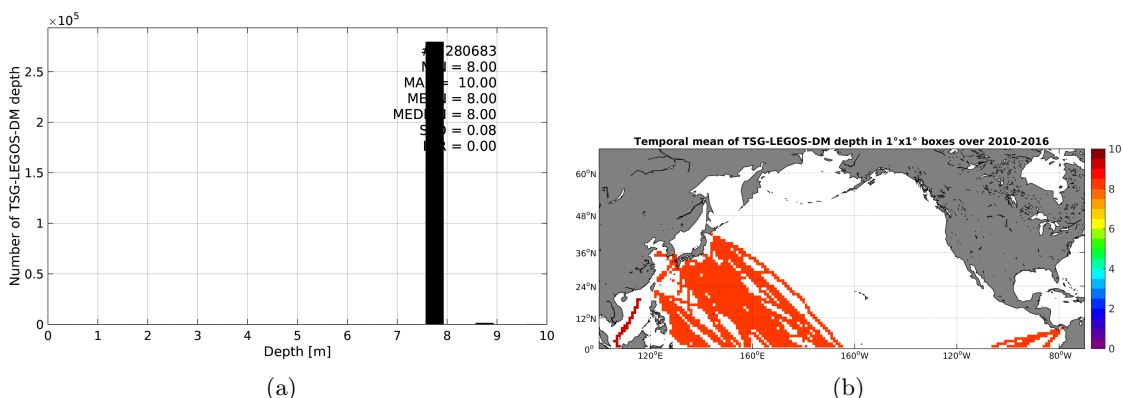 ×10^5
2.5
2
1.5
1
0.5
0
Number of TSG-LEGOS-DM depth
280683
= 8.00
= 10.00
= 8.00
= 8.00
= 0.08
= 0.00
0 1 2 3 4 5 6 7 8 9 10
Depth [m]
(a)
Temporal mean of TSG-LEGOS-DM depth in 1°x1° boxes over 2010-2016
60°N
48°N
36°N
24°N
12°N
0°
120°W 160°W 160°W 120°W 80°W
10
8
6
4
2
0
(b)